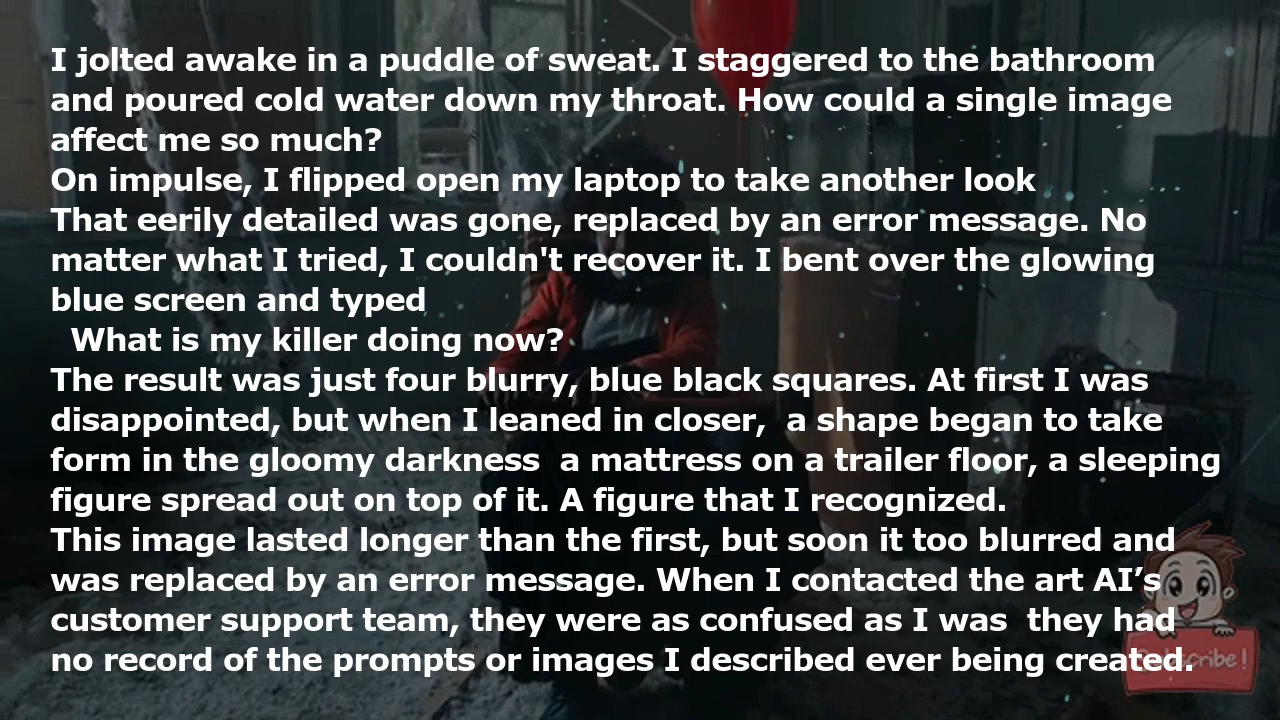 I jolted awake in a puddle of sweat. I staggered to the bathroom
and poured cold water down my throat. How could a single image
affect me so much?
On impulse, I flipped open my laptop to take another look
That eerily detailed was gone, replaced by an error message. No
matter what I tried, I couldn't recover it. I bent over the glowing
blue screen and typed
What is my killer doing now?
The result was just four blurry, blue black squares. At first I was
disappointed, but when I leaned in closer,  a shape began to take
form in the gloomy darkness  a mattress on a trailer floor, a sleeping
figure spread out on top of it. A figure that I recognized.
This image lasted longer than the first, but soon it too blurred and
was replaced by an error message. When I contacted the art AI’s
customer support team, they were as confused as I was  they had
no record of the prompts or images I described ever being created.